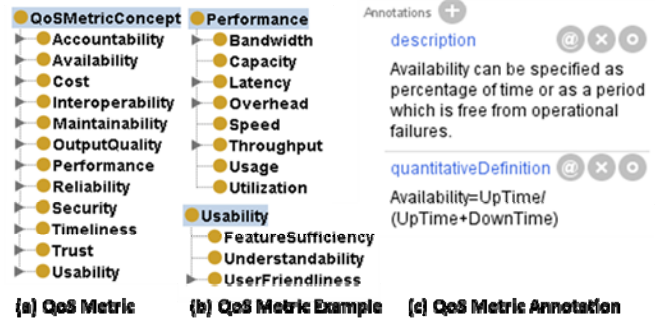 QoSMetricConcept
Accountability
Availability
Cost
Interoperability
Maintainability
OutputQuality
Performance
Reliability
Security
Timeliness
Trust
Usability
(a) QoS Metric
Performance
Bandwidth
Capacity
Latency
Overhead
Speed
Throughput
Usage
Utilization
Usability
FeatureSufficiency
Understandability
UserFriendliness
(b) QoS Metric Example
Annotations
description
Availability can be specified as
percentage of time or as a period
which is free from operational
failures.
quantitativeDefinition
Availability=UpTime/
(UpTime+DownTime)
(c) QoS Metric Annotation